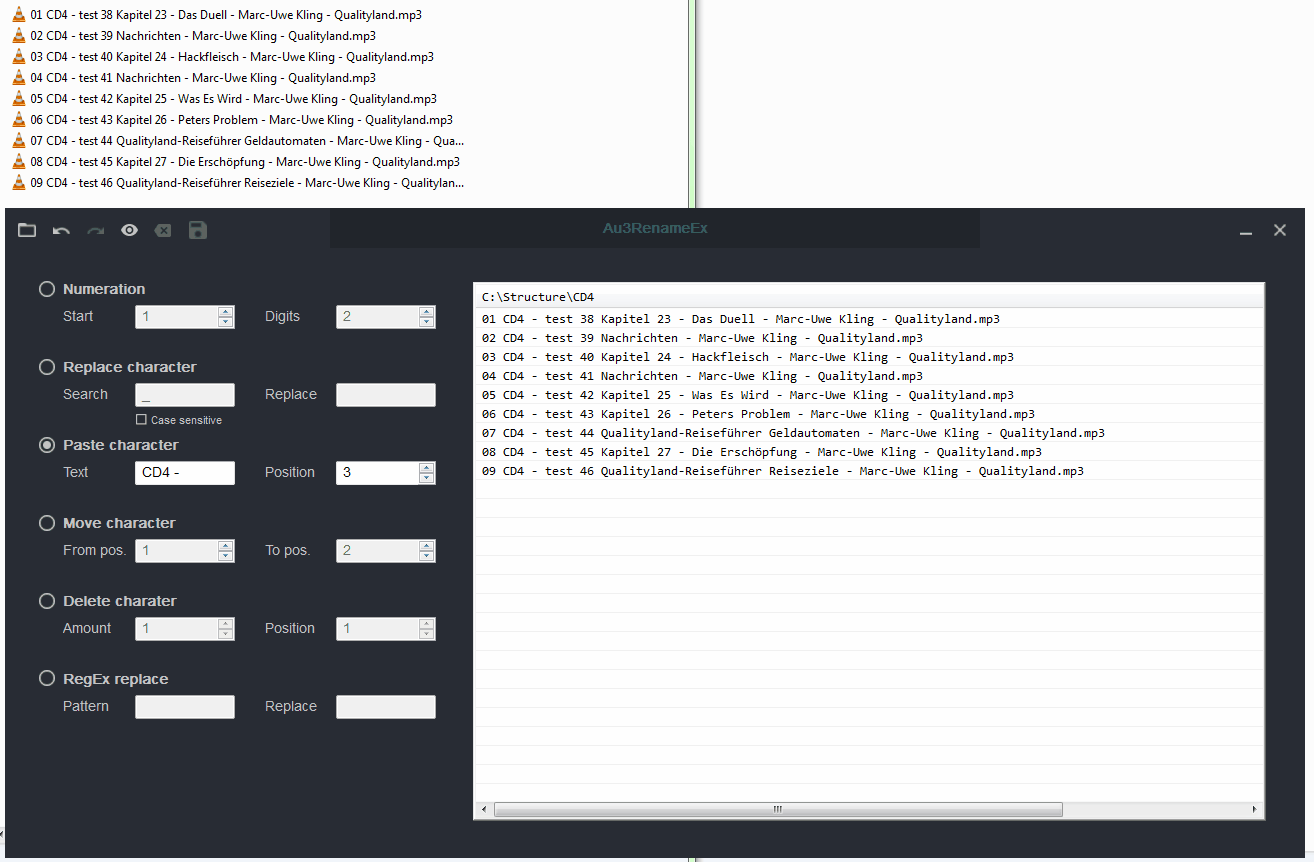 01 CD4 - test 38 Kapitel 23 - Das Duell - Marc-Uwe Kling - Qualityland.mp3
02 CD4 - test 39 Nachrichten - Marc-Uwe Kling - Qualityland.mp3
03 CD4 - test 40 Kapitel 24 - Hackfleisch - Marc-Uwe Kling - Qualityland.mp3
04 CD4 - test 41 Nachrichten - Marc-Uwe Kling - Qualityland.mp3
05 CD4 - test 42 Kapitel 25 - Was Es Wird - Marc-Uwe Kling - Qualityland.mp3
06 CD4 - test 43 Kapitel 26 - Peters Problem - Marc-Uwe Kling - Qualityland.mp3
07 CD4 - test 44 Qualityland-Reiseführer Geldautomaten - Marc-Uwe Kling - Qua...
08 CD4 - test 45 Kapitel 27 - Die Erschöpfung - Marc-Uwe Kling - Qualityland.mp3
09 CD4 - test 46 Qualityland-Reiseführer Reiseziele - Marc-Uwe Kling - Qualitylan...
Au3RenameEx
Numeration
Start 1 Digits 2
Replace character
Search _ Replace
Case sensitive
Paste character
Text CD4 - Position 3
Move character
From pos. 1 To pos. 2
Delete charater
Amount 1 Position 1
RegEx replace
Pattern Replace
C:\Structure\CD4
01 CD4 - test 38 Kapitel 23 - Das Duell - Marc-Uwe Kling - Qualityland.mp3
02 CD4 - test 39 Nachrichten - Marc-Uwe Kling - Qualityland.mp3
03 CD4 - test 40 Kapitel 24 - Hackfleisch - Marc-Uwe Kling - Qualityland.mp3
04 CD4 - test 41 Nachrichten - Marc-Uwe Kling - Qualityland.mp3
05 CD4 - test 42 Kapitel 25 - Was Es Wird - Marc-Uwe Kling - Qualityland.mp3
06 CD4 - test 43 Kapitel 26 - Peters Problem - Marc-Uwe Kling - Qualityland.mp3
07 CD4 - test 44 Qualityland-Reiseführer Geldautomaten - Marc-Uwe Kling - Qualityland.mp3
08 CD4 - test 45 Kapitel 27 - Die Erschöpfung - Marc-Uwe Kling - Qualityland.mp3
09 CD4 - test 46 Qualityland-Reiseführer Reiseziele - Marc-Uwe Kling - Qualityland.mp3